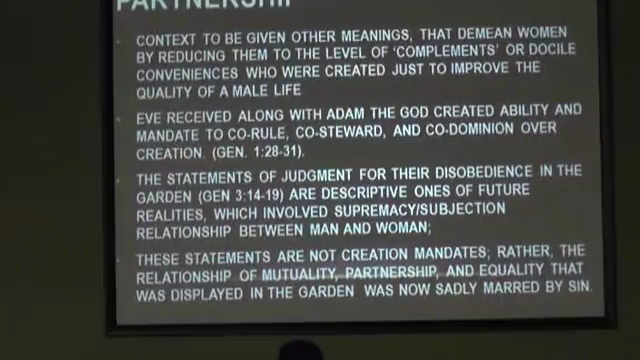 PARTNERSHIP
CONTEXT TO BE GIVEN OTHER MEANINGS, THAT DEMEAN WOMEN
BY REDUCING THEM TO THE LEVEL OF 'COMPLEMENTS' OR DOCILE
CONVENIENCES WHO WERE CREATED JUST TO IMPROVE THE
QUALITY OF A MALE LIFE
EVE RECEIVED ALONG WITH ADAM THE GOD CREATED ABILITY AND
MANDATE TO CO-RULE, CO-STEWARD, AND CO-DOMINION OVER
CREATION. (GEN. 1:28-31).
THE STATEMENTS OF JUDGMENT FOR THEIR DISOBEDIENCE IN THE
GARDEN (GEN 3:14-19) ARE DESCRIPTIVE ONES OF FUTURE
REALITIES, WHICH INVOLVED SUPREMACY/SUBJECTION
RELATIONSHIP BETWEEN MAN AND WOMAN;
THESE STATEMENTS ARE NOT CREATION MANDATES; RATHER, THE
RELATIONSHIP OF MUTUALITY, PARTNERSHIP, AND EQUALITY THAT
WAS DISPLAYED IN THE GARDEN WAS NOW SADLY MARRED BY SIN.